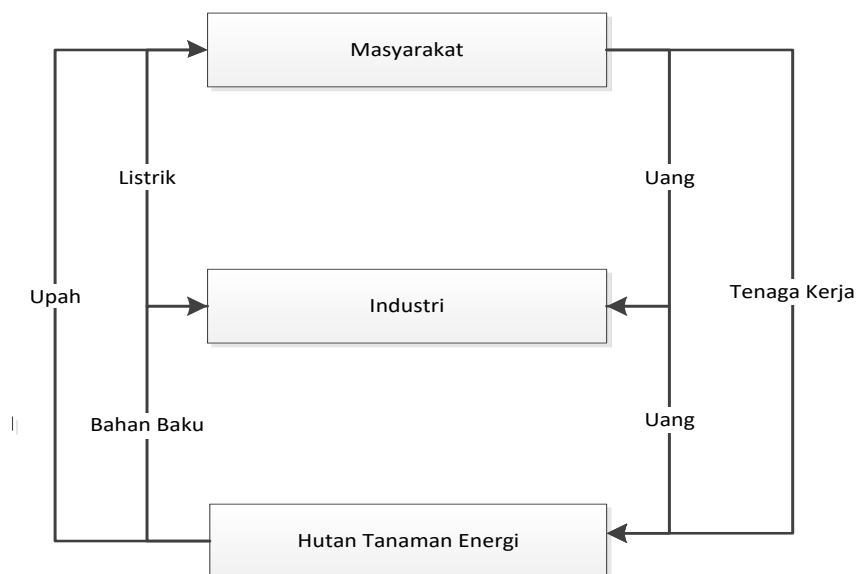 Masyarakat
Listrik
Uang
Upah
Industri
Tenaga Kerja
Bahan Baku
Uang
Hutan Tanaman Energi